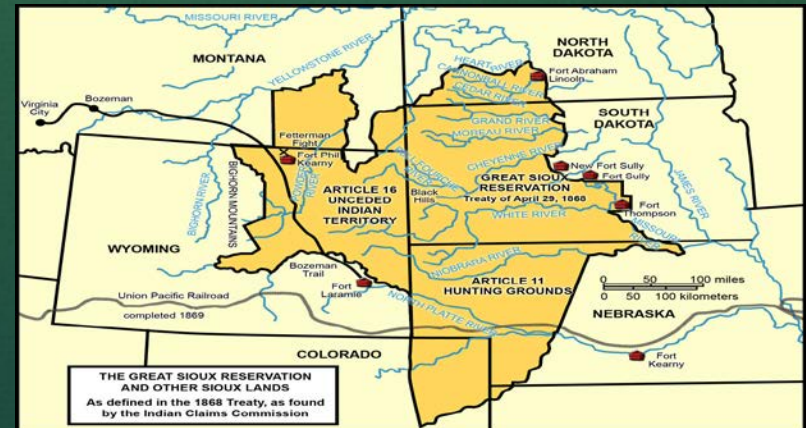 MISSOURI RIVER
MONTANA
YELLOWSTONE RIVER
NORTH
DAKOTA
HEART RIVER
CANNONBALL RIVER
CEDAR RIVER
Fort Abraham
Lincoln
Virginia
City
Bozeman
GRAND RIVER
MOREAU RIVER
SOUTH
DAKOTA
Fetterman
Fight
Fort Phil
Kearny
POWDER
RIVER
BELLE FOURCHE
RIVER
CHEYENNE RIVER
New Fort Sully
Fort Sully
BIGHORN RIVER
BIGHORN MOUNTAINS
ARTICLE 16
UNCEDED
INDIAN
TERRITORY
Black
Hills
GREAT SIOUX
RESERVATION
Treaty of April 29, 1868
JAMES RIVER
Fort
Thompson
WHITE RIVER
MISSOURI
RIVER
WYOMING
Bozeman
Trail
NIOBRARA RIVER
ARTICLE 11
HUNTING GROUNDS
0 50 100 miles
0 50 100 kilometers
Fort
Laramie
Union Pacific Railroad
completed 1869
NORTH PLATTE RIVER
NEBRASKA
COLORADO
Fort
Kearny
THE GREAT SIOUX RESERVATION
AND OTHER SIOUX LANDS
As defined in the 1868 Treaty, as found
by the Indian Claims Commission